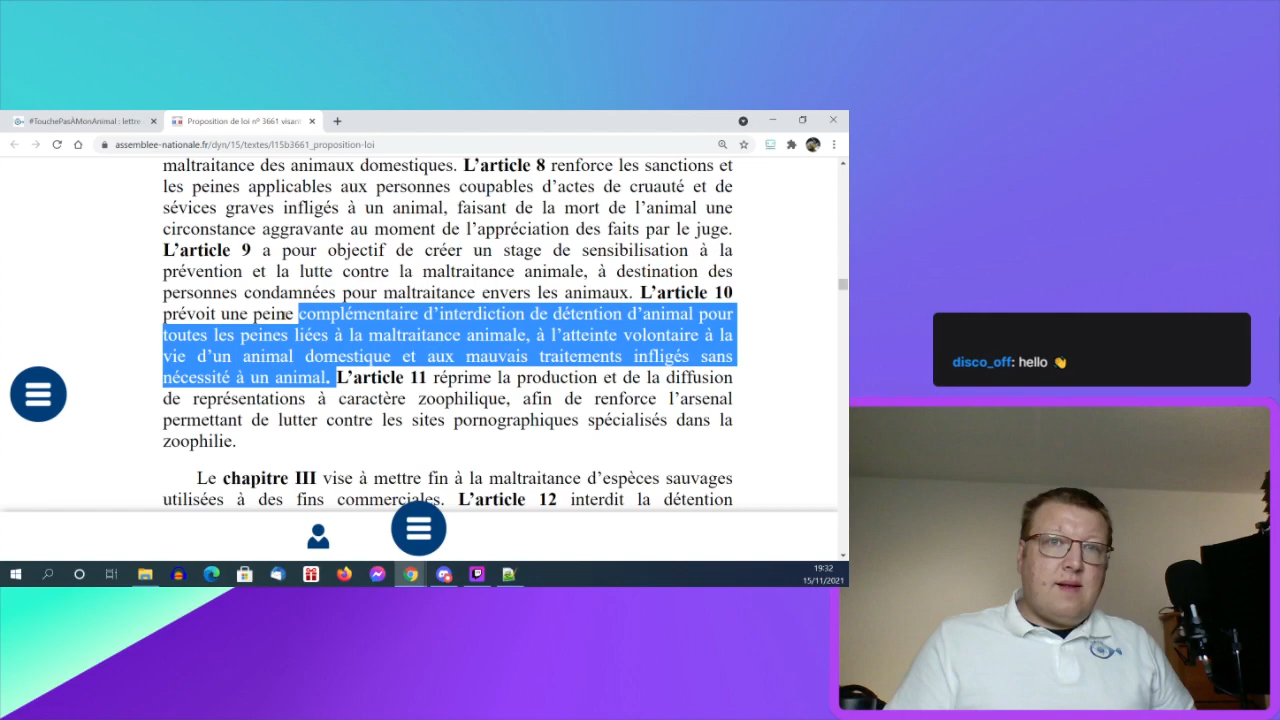 #TouchePasÀMonAnimal : lettre
Proposition de loi nº 3661 visant
assemblee-nationale.fr/dyn/15/textes/l15b3661_proposition-loi
maltraitance des animaux domestiques. L’article 8 renforce les sanctions et
les peines applicables aux personnes coupables d’actes de cruauté et de
sévices graves infligés à un animal, faisant de la mort de l’animal une
circonstance aggravante au moment de l’appréciation des faits par le juge.
L’article 9 a pour objectif de créer un stage de sensibilisation à la
prévention et la lutte contre la maltraitance animale, à destination des
personnes condamnées pour maltraitance envers les animaux. L’article 10
prévoit une peine complémentaire d’interdiction de détention d’animal pour
toutes les peines liées à la maltraitance animale, à l’atteinte volontaire à la
vie d’un animal domestique et aux mauvais traitements infligés sans
nécessité à un animal. L’article 11 réprime la production et de la diffusion
de représentations à caractère zoophilique, afin de renforce l’arsenal
permettant de lutter contre les sites pornographiques spécialisés dans la
zoophilie.
Le chapitre III vise à mettre fin à la maltraitance d’espèces sauvages
utilisées à des fins commerciales. L’article 12 interdit la détention
19:32
15/11/2021
disco_off: hello 👋